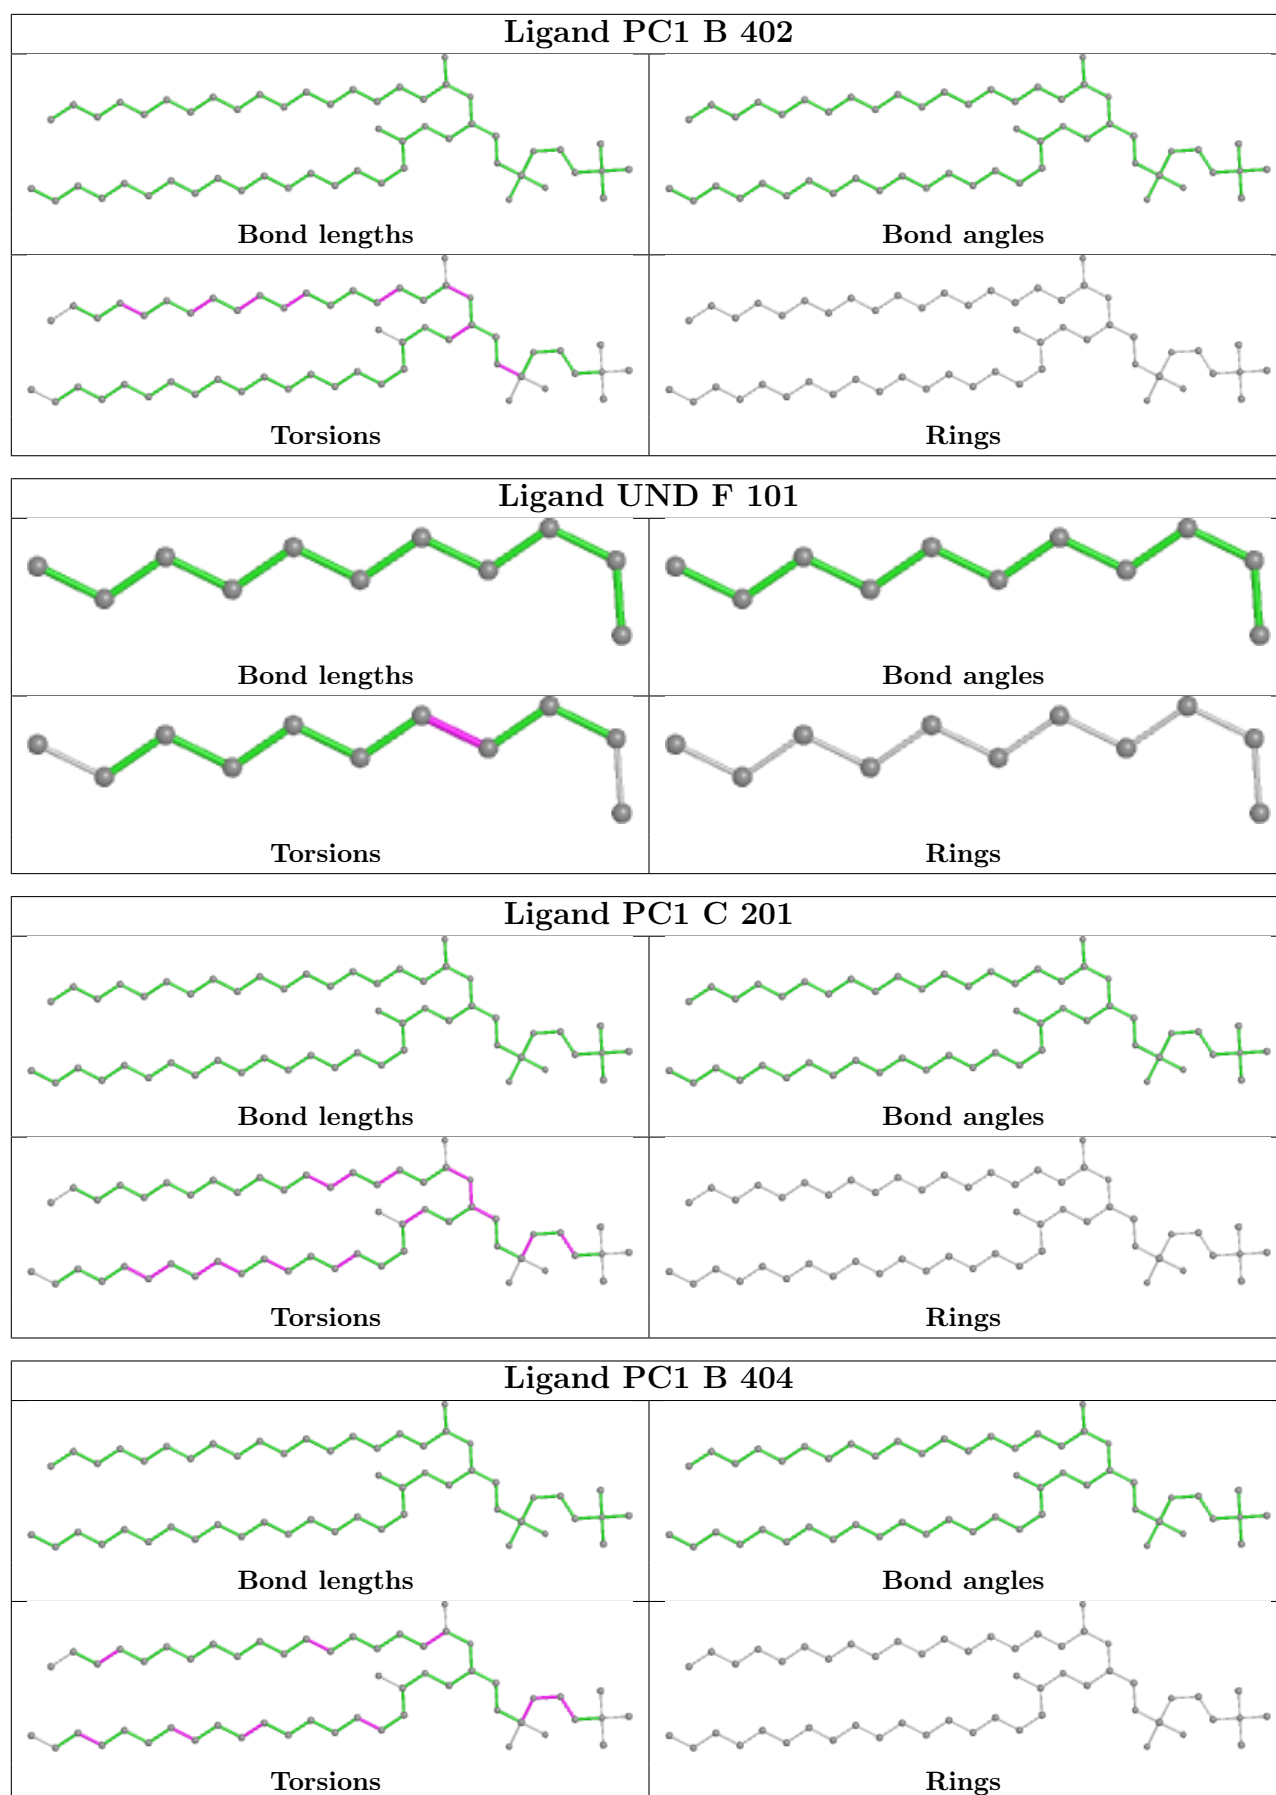 Ligand PC1 B 402
Bond lengths
Bond angles
Torsions
Rings
Ligand UND F 101
Bond lengths
Bond angles
Torsions
Rings
Ligand PC1 C 201
Bond lengths
Bond angles
Torsions
Rings
Ligand PC1 B 404
Bond lengths
Bond angles
Torsions
Rings